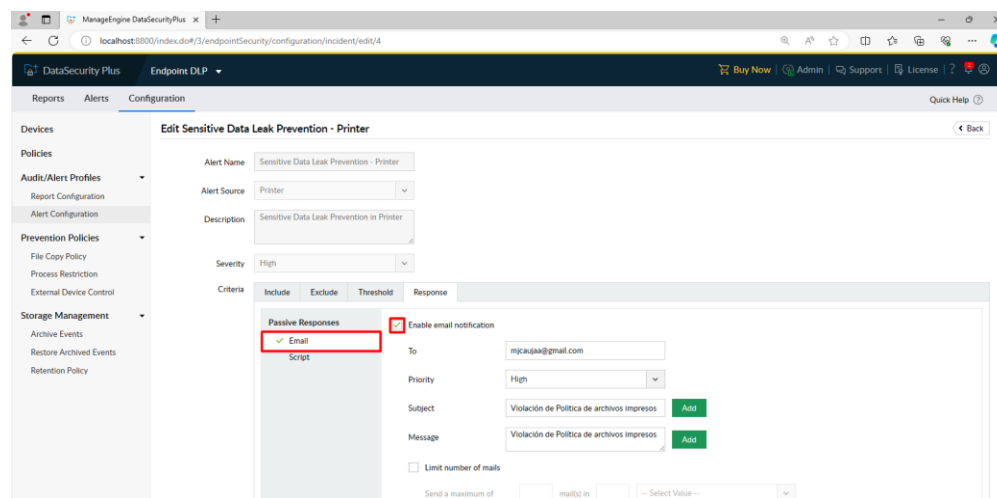 ManageEngine DataSecurityPlus
localhost:8800/index.do#/3/endpointSecurity/configuration/incident/edit/4
DataSecurity Plus Endpoint DLP Buy Now Admin Support License ?
Reports Alerts Configuration Quick Help
Devices
Edit Sensitive Data Leak Prevention - Printer Back
Policies
Alert Name Sensitive Data Leak Prevention - Printer
Audit/Alert Profiles
Alert Source Printer
Report Configuration
Alert Configuration
Description Sensitive Data Leak Prevention in Printer
Prevention Policies
File Copy Policy
Severity High
Process Restriction
External Device Control
Criteria Include Exclude Threshold Response
Storage Management
Passive Responses Enable email notification
Archive Events
Email
Restore Archived Events
Script
To mjcaujaa@gmail.com
Retention Policy
Priority High
Subject Violación de Política de archivos impresos Add
Message Violación de Política de archivos impresos Add
Limit number of mails
Send a maximum of mail(s) in -- Select Value --